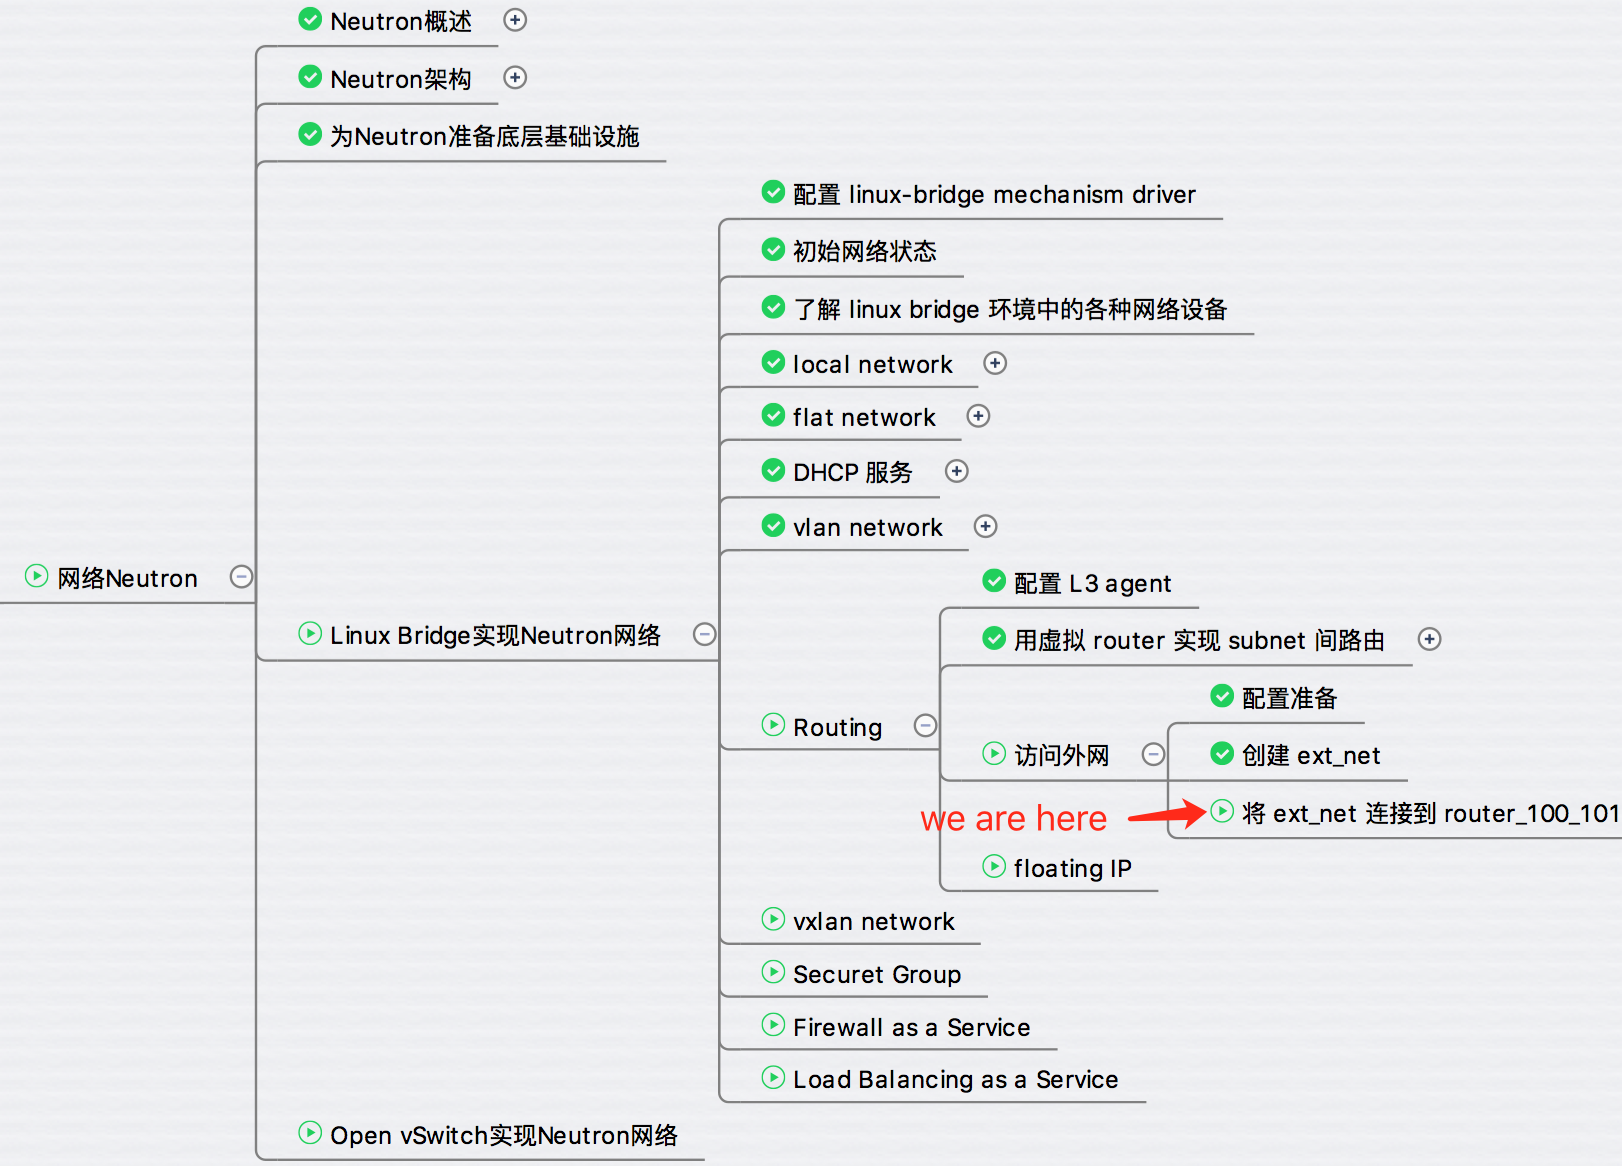 Neutron概述
Neutron架构
为Neutron准备底层基础设施
配置 linux-bridge mechanism driver
初始网络状态
了解 linux bridge 环境中的各种网络设备
local network
flat network
DHCP 服务
vlan network
网络Neutron
配置 L3 agent
Linux Bridge实现Neutron网络
用虚拟 router 实现 subnet 间路由
配置准备
Routing
访问外网
创建 ext_net
we are here
将 ext_net 连接到 router_100_101
floating IP
vxlan network
Securet Group
Firewall as a Service
Load Balancing as a Service
Open vSwitch实现Neutron网络